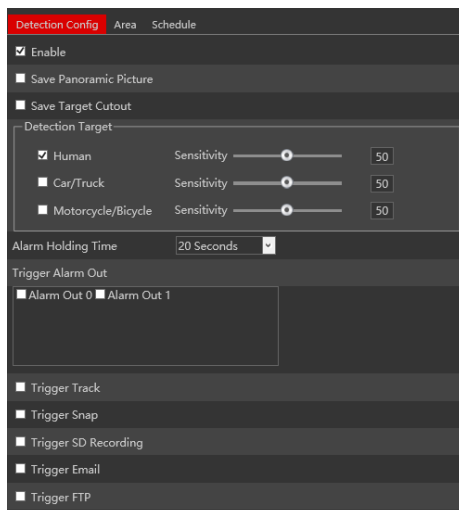 Detection Config Area Schedule
Enable
Save Panoramic Picture
Save Target Cutout
Detection Target
Human Sensitivity 50
Car/Truck Sensitivity 50
Motorcycle/Bicycle Sensitivity 50
Alarm Holding Time 20 Seconds
Trigger Alarm Out
Alarm Out 0 Alarm Out 1
Trigger Track
Trigger Snap
Trigger SD Recording
Trigger Email
Trigger FTP